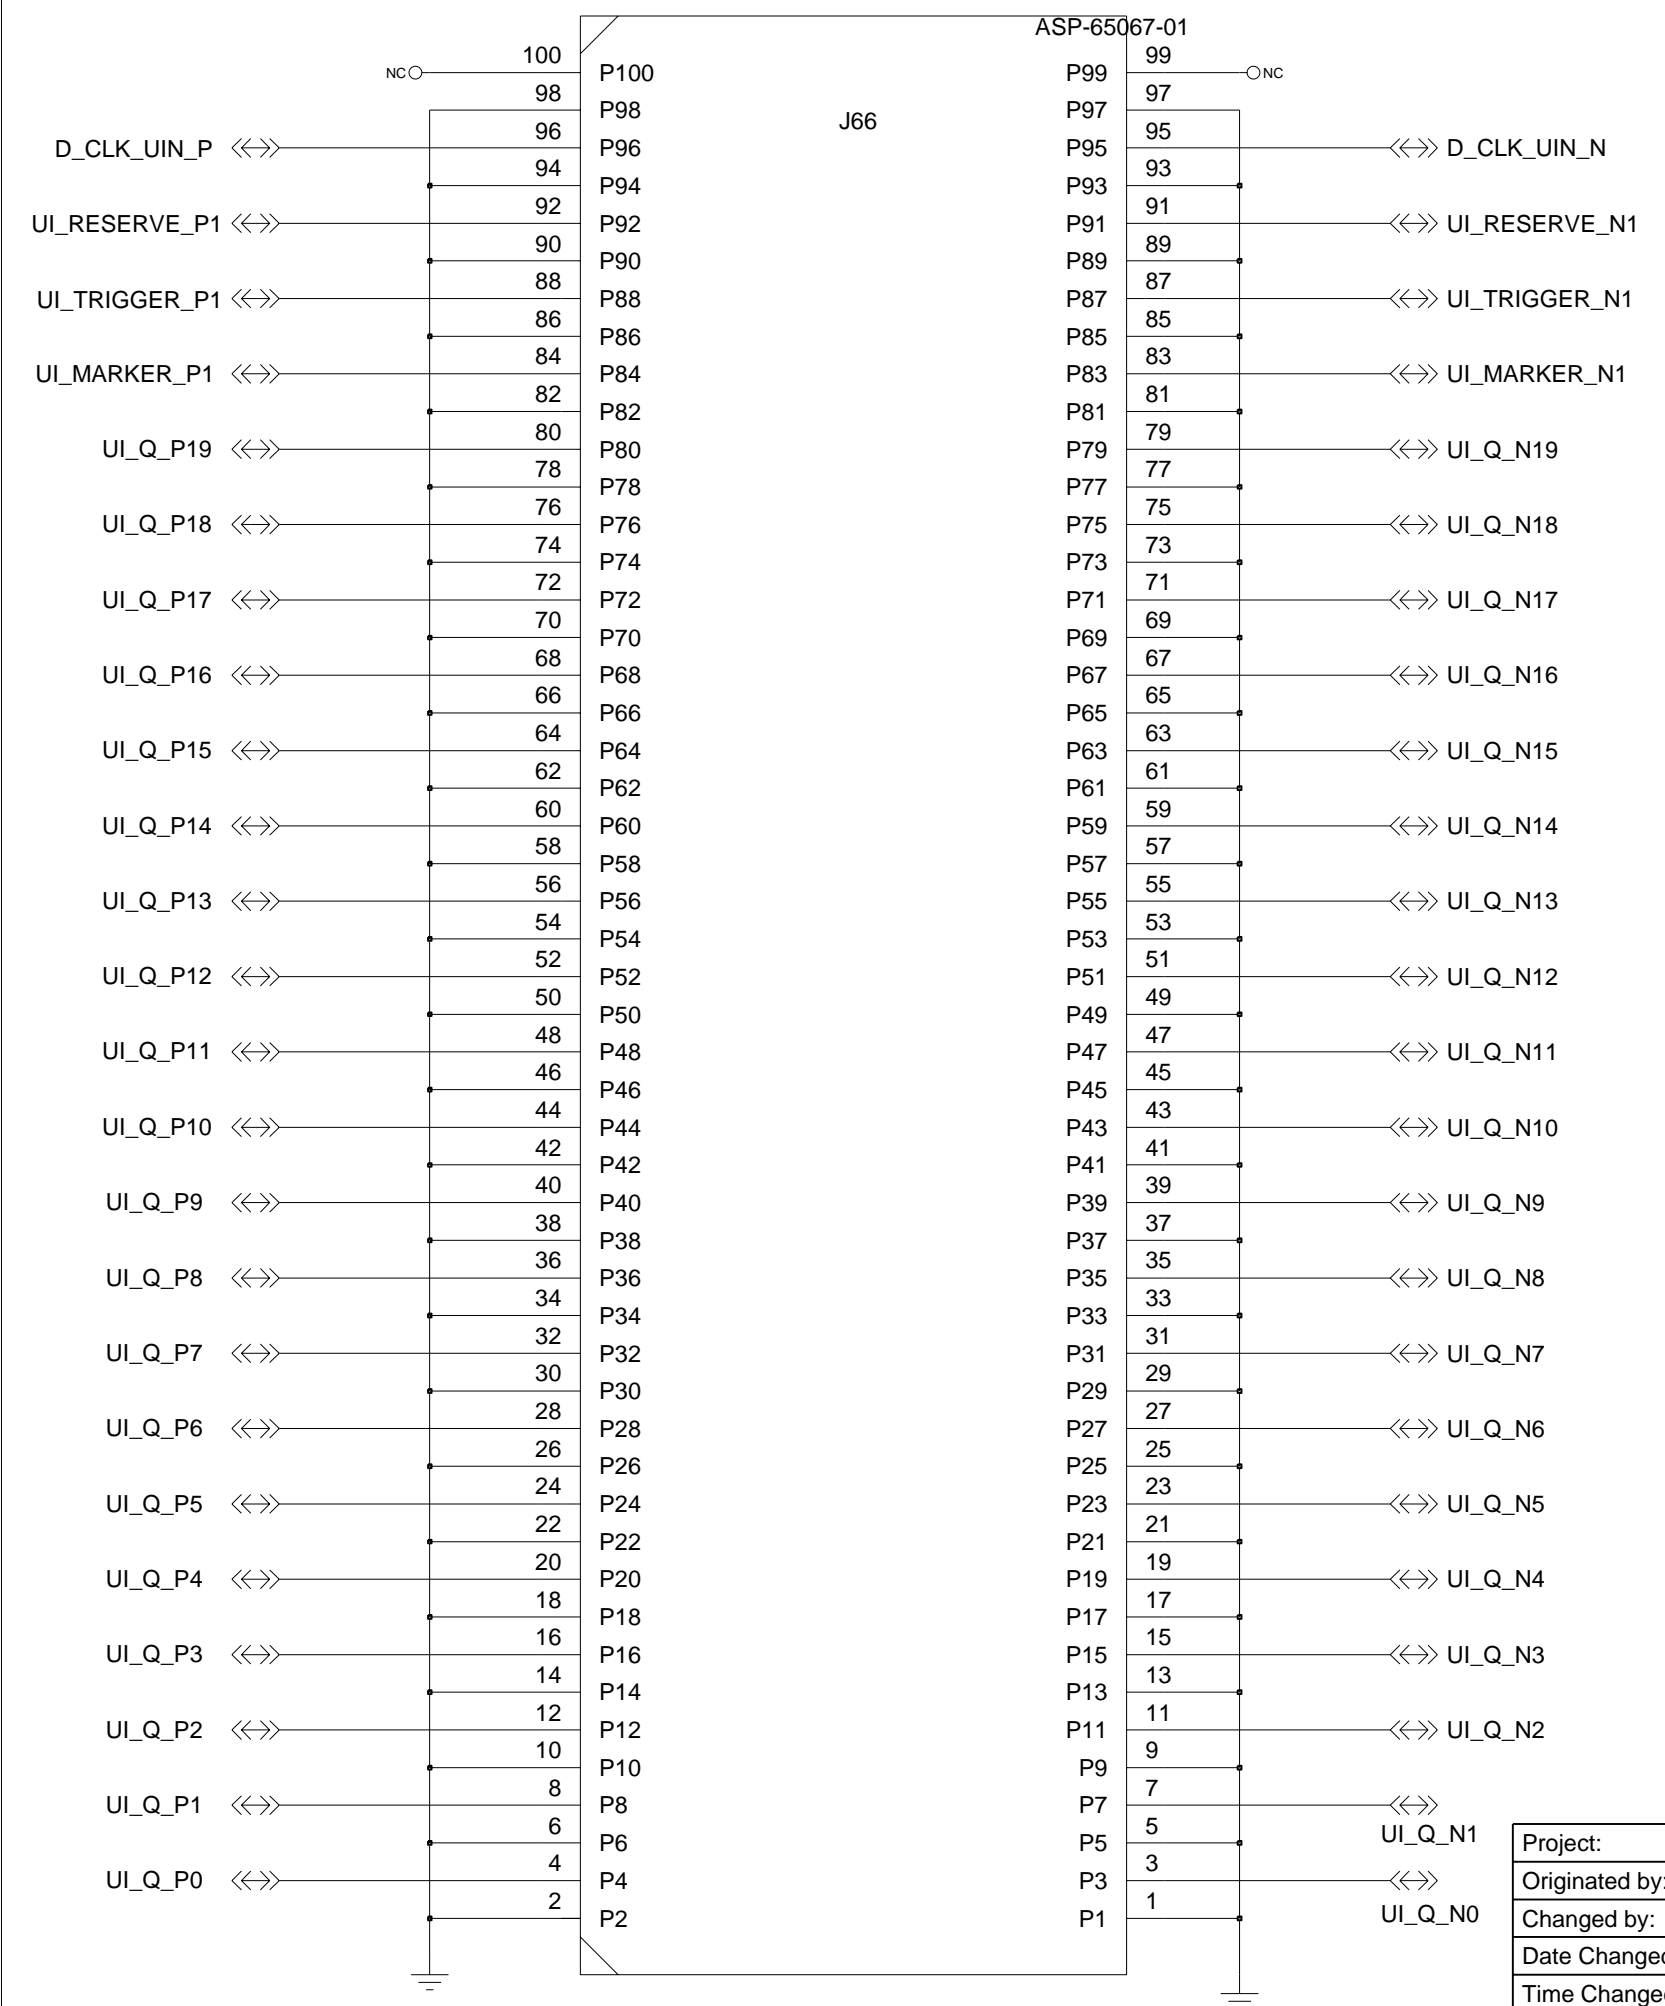 ASP-65067-01
100 99
NC P100 P99 NC
98 97
P98 P97
J66
96 95
D_CLK_UIN_P P96 P95 D_CLK_UIN_N
94 93
P94 P93
92 91
UI_RESERVE_P1 P92 P91 UI_RESERVE_N1
90 89
P90 P89
88 87
UI_TRIGGER_P1 P88 P87 UI_TRIGGER_N1
86 85
P86 P85
84 83
UI_MARKER_P1 P84 P83 UI_MARKER_N1
82 81
P82 P81
80 79
UI_Q_P19 P80 P79 UI_Q_N19
78 77
P78 P77
76 75
UI_Q_P18 P76 P75 UI_Q_N18
74 73
P74 P73
72 71
UI_Q_P17 P72 P71 UI_Q_N17
70 69
P70 P69
68 67
UI_Q_P16 P68 P67 UI_Q_N16
66 65
P66 P65
64 63
UI_Q_P15 P64 P63 UI_Q_N15
62 61
P62 P61
60 59
UI_Q_P14 P60 P59 UI_Q_N14
58 57
P58 P57
56 55
UI_Q_P13 P56 P55 UI_Q_N13
54 53
P54 P53
52 51
UI_Q_P12 P52 P51 UI_Q_N12
50 49
P50 P49
48 47
UI_Q_P11 P48 P47 UI_Q_N11
46 45
P46 P45
44 43
UI_Q_P10 P44 P43 UI_Q_N10
42 41
P42 P41
40 39
UI_Q_P9 P40 P39 UI_Q_N9
38 37
P38 P37
36 35
UI_Q_P8 P36 P35 UI_Q_N8
34 33
P34 P33
32 31
UI_Q_P7 P32 P31 UI_Q_N7
30 29
P30 P29
28 27
UI_Q_P6 P28 P27 UI_Q_N6
26 25
P26 P25
24 23
UI_Q_P5 P24 P23 UI_Q_N5
22 21
P22 P21
20 19
UI_Q_P4 P20 P19 UI_Q_N4
18 17
P18 P17
16 15
UI_Q_P3 P16 P15 UI_Q_N3
14 13
P14 P13
12 11
UI_Q_P2 P12 P11 UI_Q_N2
10 9
P10 P9
8 7
UI_Q_P1 P8 P7
6 5 UI_Q_N1
P6 P5
4 3
UI_Q_P0 P4 P3
2 1 UI_Q_N0
P2 P1
Project:
Originated by:
Changed by:
Date Changed
Time Changed